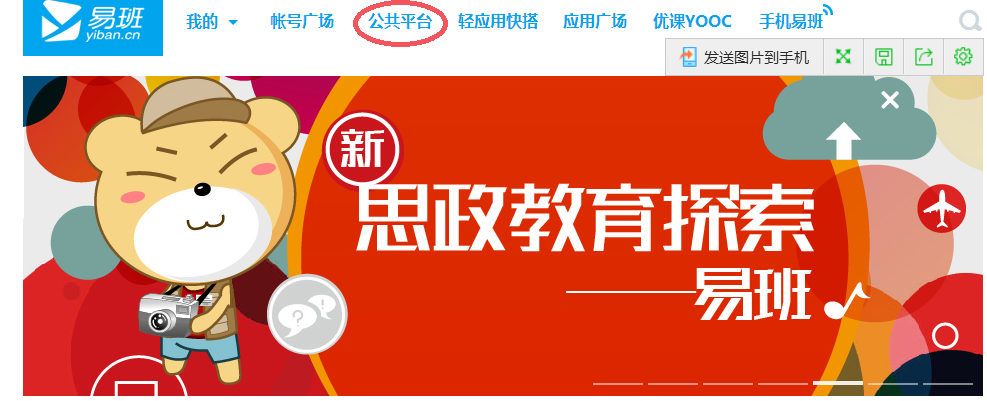 易班
yiban.cn
我的 帐号广场 公共平台 轻应用快搭 应用广场 优课YOOC 手机易班
发送图片到手机
新
思政教育探索
——易班
?
!